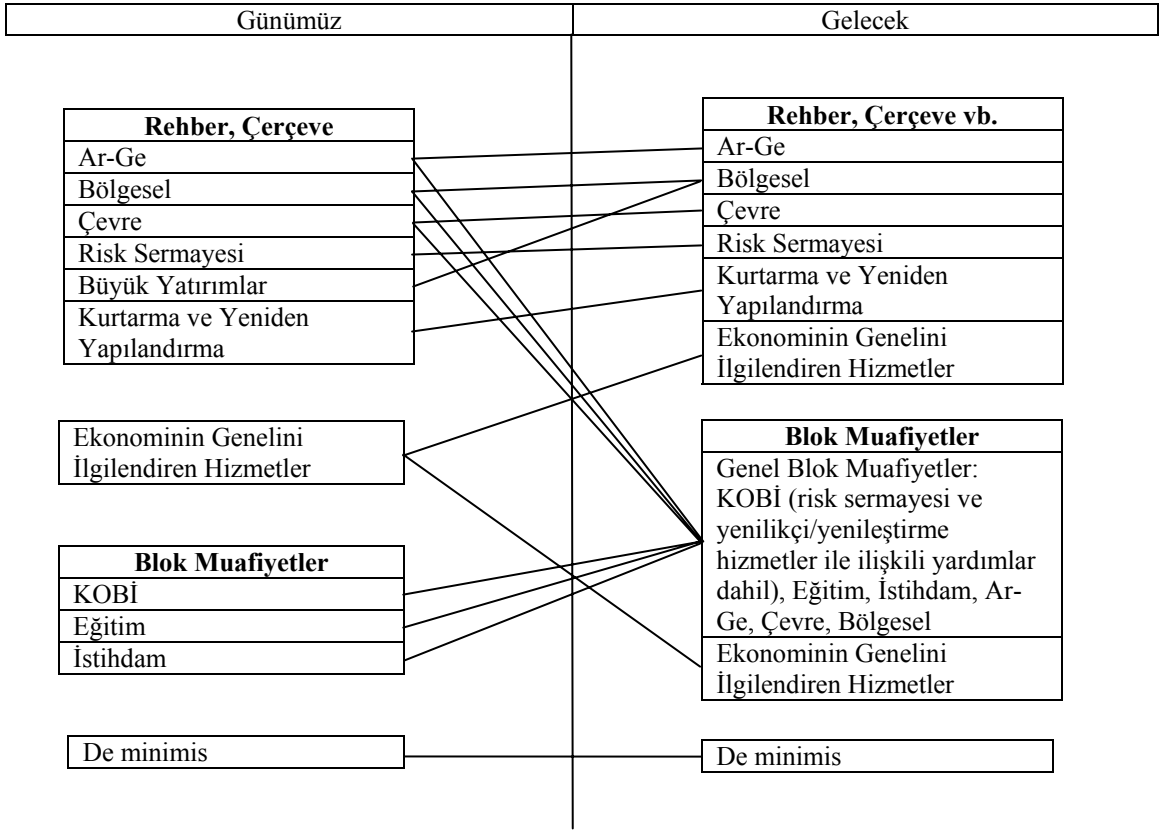 Günümüz
Gelecek
Rehber, Çerçeve
Ar-Ge
Bölgesel
Çevre
Risk Sermayesi
Büyük Yatırımlar
Kurtarma ve Yeniden
Yapılandırma
Ekonominin Genelini
İlgilendiren Hizmetler
Blok Muafiyetler
KOBİ
Eğitim
İstihdam
De minimis
Rehber, Çerçeve vb.
Ar-Ge
Bölgesel
Çevre
Risk Sermayesi
Kurtarma ve Yeniden
Yapılandırma
Ekonominin Genelini
İlgilendiren Hizmetler
Blok Muafiyetler
Genel Blok Muafiyetler:
KOBİ (risk sermayesi ve
yenilikçi/yenileştirme
hizmetler ile ilişkili yardımlar
dahil), Eğitim, İstihdam, Ar-
Ge, Çevre, Bölgesel
Ekonominin Genelini
İlgilendiren Hizmetler
De minimis